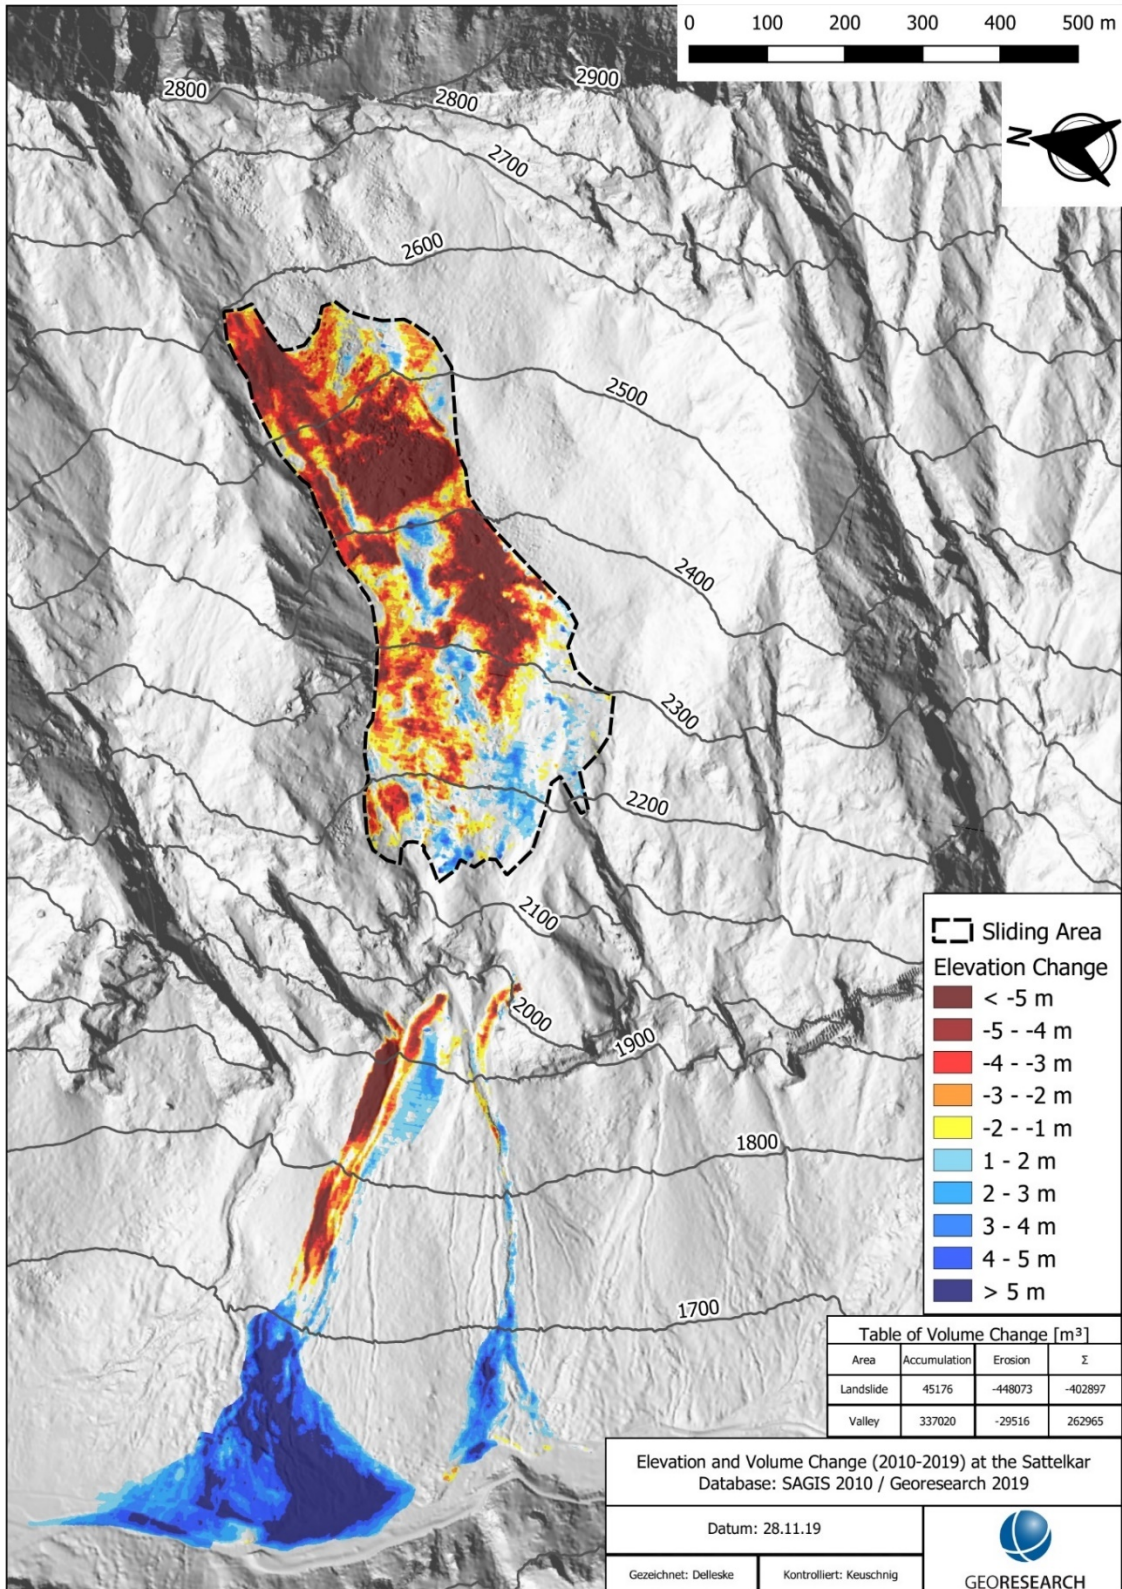 0 100 200 300 400 500 m
N
2900
2800
2800
2700
2600
2500
2400
2300
2200
2100
2000
1900
1800
1700
Sliding Area
Elevation Change
< -5 m
-5 - -4 m
-4 - -3 m
-3 - -2 m
-2 - -1 m
1 - 2 m
2 - 3 m
3 - 4 m
4 - 5 m
> 5 m
Table of Volume Change [m³]
Area Accumulation Erosion Σ
Landslide 45176 -448073 -402897
Valley 337020 -29516 262965
Elevation and Volume Change (2010-2019) at the Sattelkar
Database: SAGIS 2010 / Georesearch 2019
Datum: 28.11.19
Gezeichnet: Delleske Kontrolliert: Keuschnig
GEORESEARCH